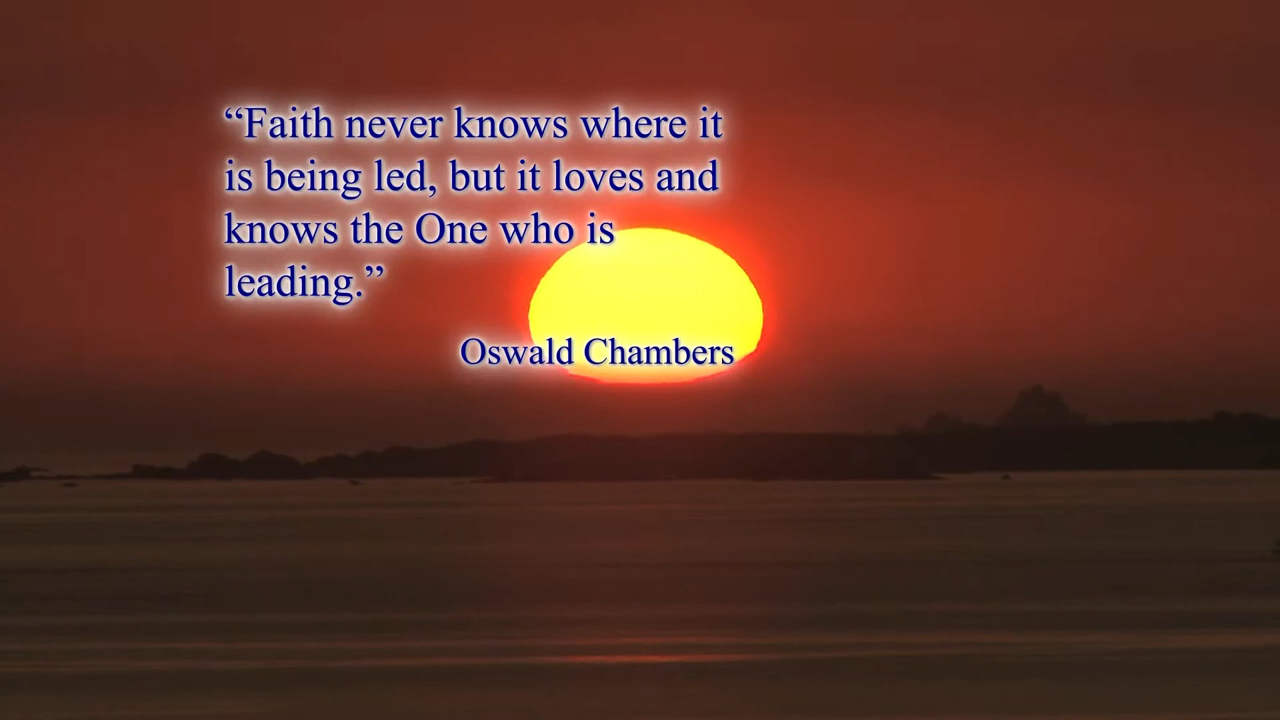 “Faith never knows where it
is being led, but it loves and
knows the One who is
leading.”
Oswald Chambers